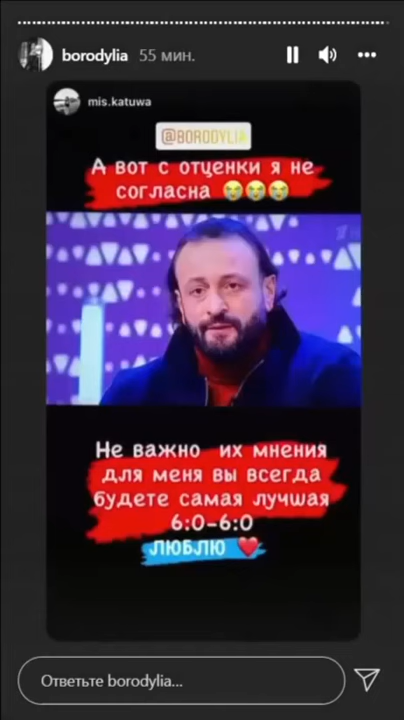 borodylia 55 мин.
mis.katuwa
@BORODYLIA
А вот с отценки я не
согласна 😭😭😭
Не важно их мнения
для меня вы всегда
будете самая лучшая
6:0-6:0
ЛЮБЛЮ ❤️
Ответьте borodylia...